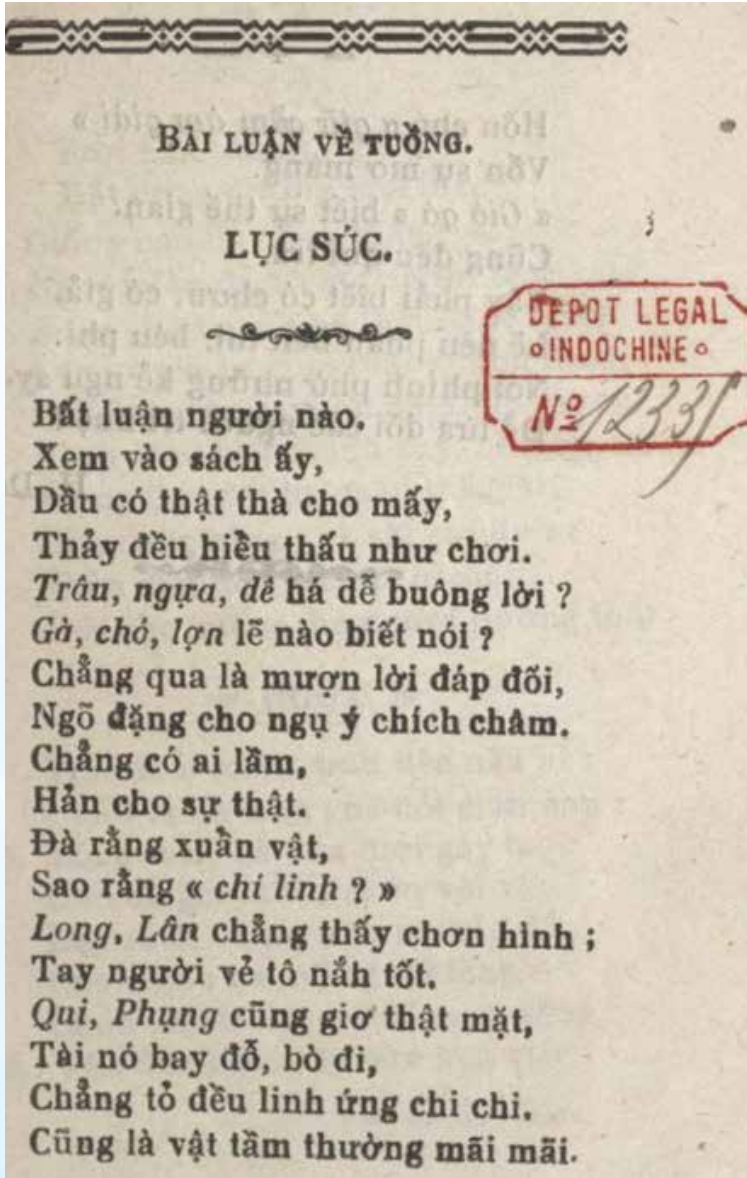 BÀI LUẬN VỀ TUỒNG.
LỤC SÚC.
DÉPOT LEGAL
INDOCHINE
Nº 12335
Bất luận người nào.
Xem vào sách ấy,
Dầu có thật thà cho mấy,
Thảy đều hiểu thấu như chơi.
Trâu, ngựa, dê há dễ buông lời ?
Gà, chó, lợn lẽ nào biết nói ?
Chẳng qua là mượn lời đáp đối,
Ngõ đặng cho ngụ ý chích châm.
Chẳng có ai lầm,
Hản cho sự thật.
Đà rằng xuẩn vật,
Sao rằng « chí linh ? »
Long, Lân chẳng thấy chơn hình ;
Tay người vẻ tô nắh tốt.
Qui, Phụng cũng giơ thật mặt,
Tài nó bay đỗ, bò đi,
Chẳng tỏ đều linh ứng chi chi.
Cũng là vật tầm thường mãi mãi.